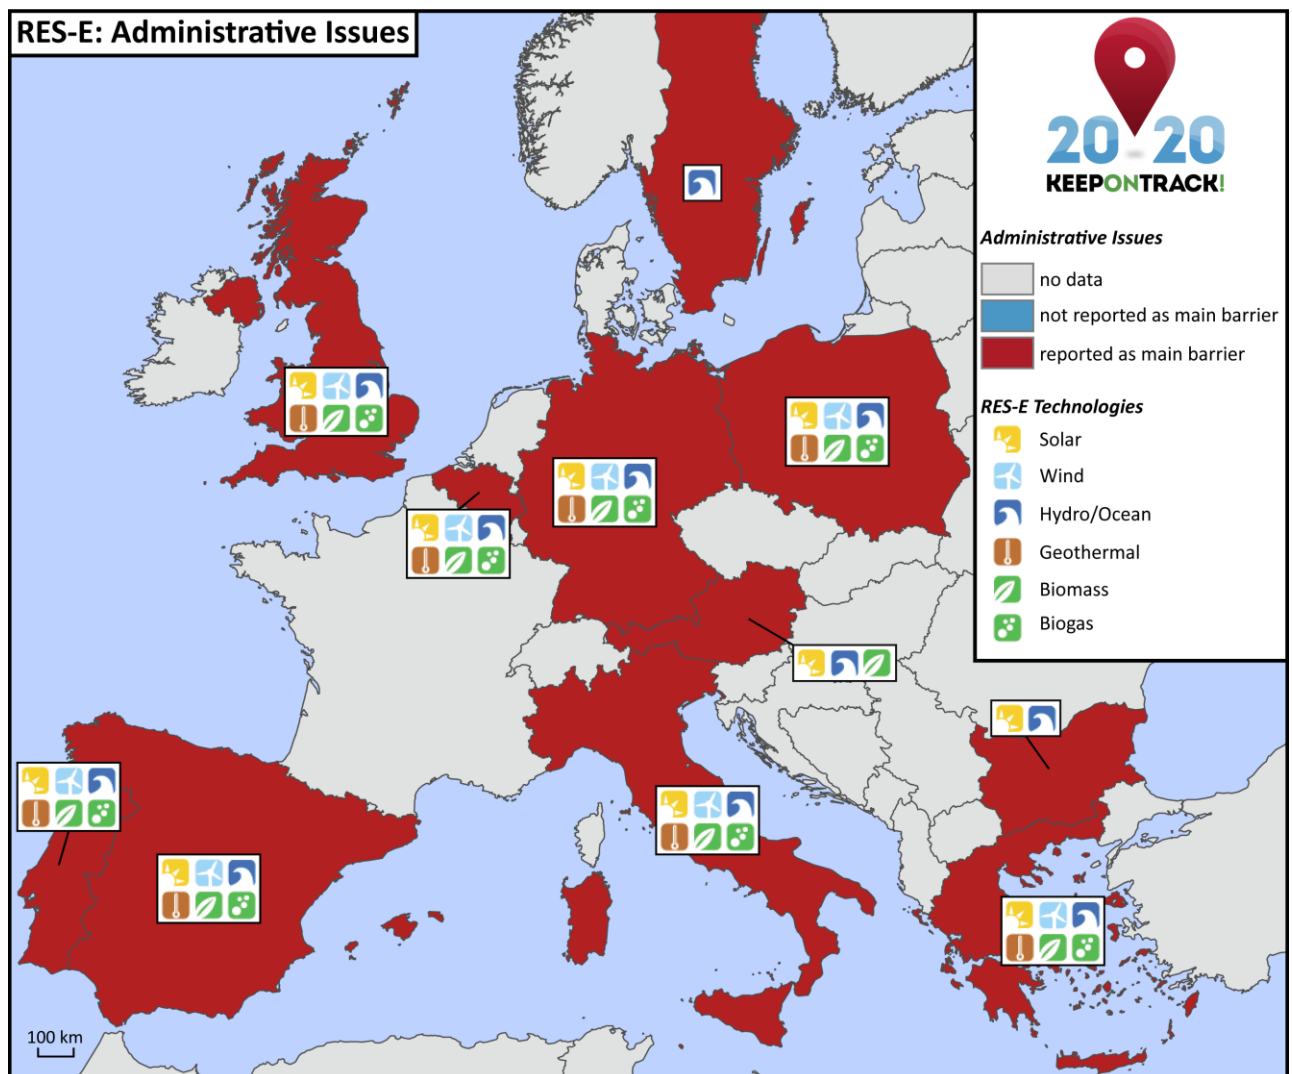 RES-E: Administrative Issues
20 20
KEEPONTRACK!
Administrative Issues
no data
not reported as main barrier
reported as main barrier
RES-E Technologies
Solar
Wind
Hydro/Ocean
Geothermal
Biomass
Biogas
100 km